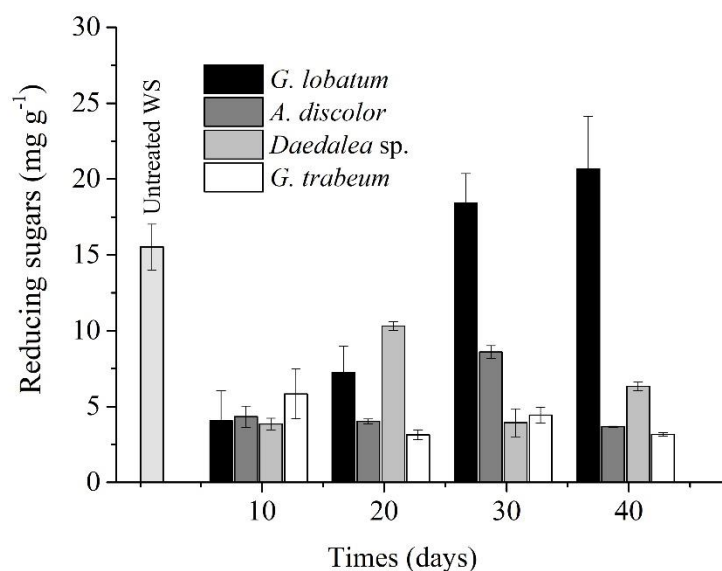 Reducing sugars (mg g⁻¹)
30
25
20
15
10
5
0
Untreated WS
G. lobatum
A. discolor
Daedalea sp.
G. trabeum
10
20
30
40
Times (days)